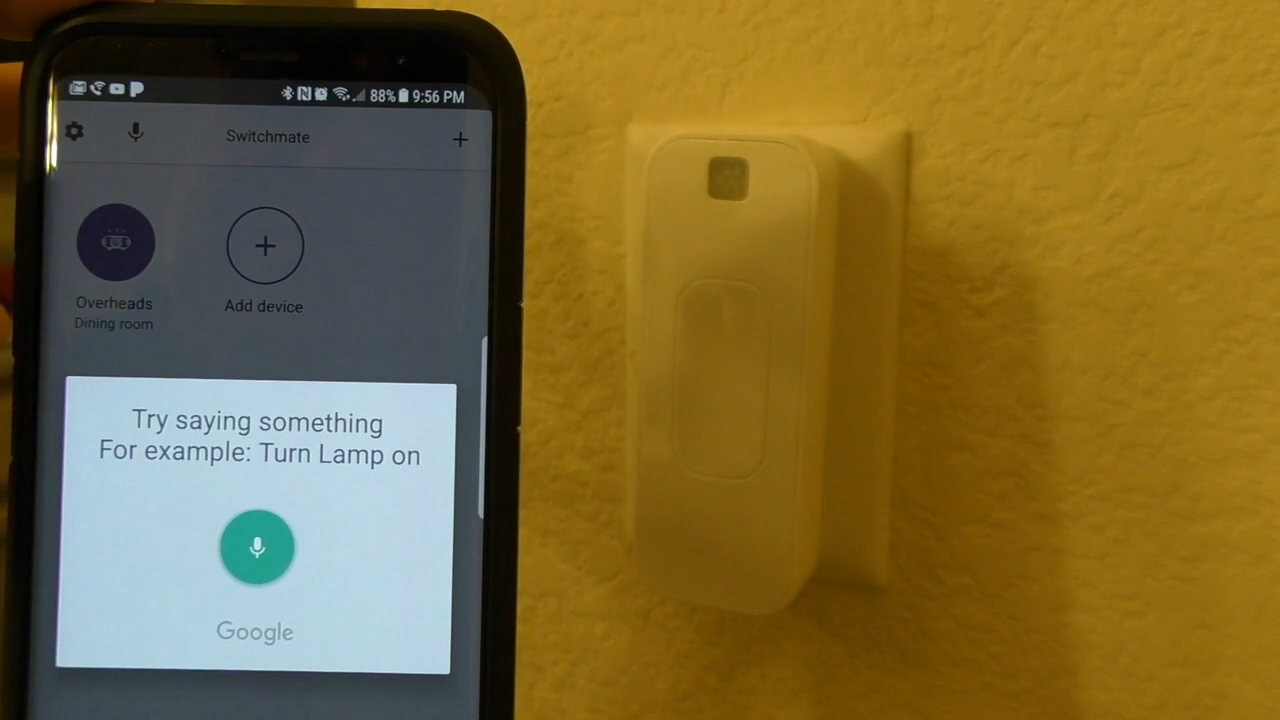 88% 9:56 PM
Switchmate
Overheads
Add device
Dining room
Try saying something
For example: Turn Lamp on
Google